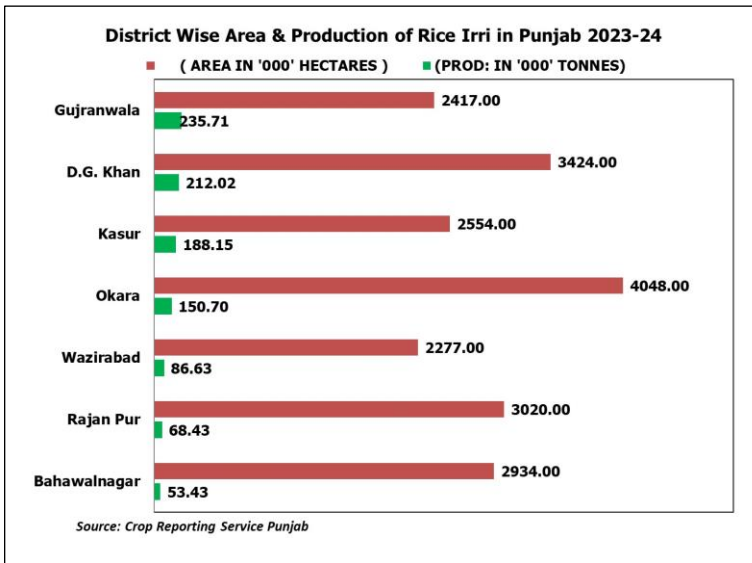 District Wise Area & Production of Rice Irri in Punjab 2023-24
( AREA IN '000' HECTARES ) (PROD: IN '000' TONNES)
Gujranwala 2417.00
235.71
D.G. Khan 3424.00
212.02
Kasur 2554.00
188.15
Okara 4048.00
150.70
Wazirabad 2277.00
86.63
Rajan Pur 3020.00
68.43
Bahawalnagar 2934.00
53.43
Source: Crop Reporting Service Punjab